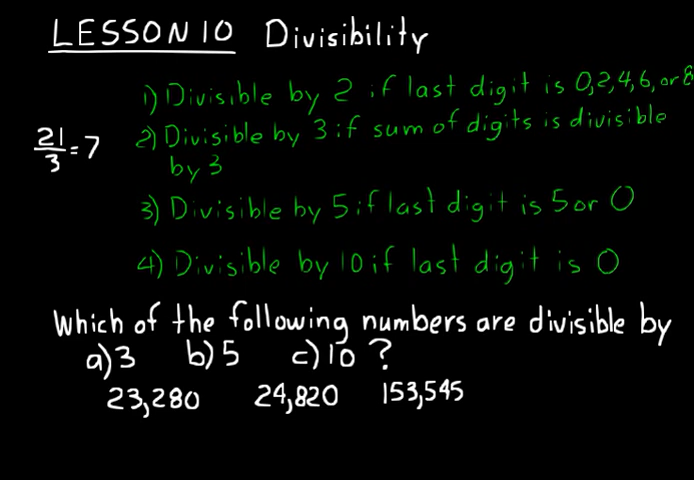 LESSON 10 Divisibility
1) Divisible by 2 if last digit is 0,2,4,6, or 8
21/3 = 7
2) Divisible by 3 if sum of digits is divisible
by 3
3) Divisible by 5 if last digit is 5 or 0
4) Divisible by 10 if last digit is 0
Which of the following numbers are divisible by
a) 3 b) 5 c) 10 ?
23,280 24,820 153,545